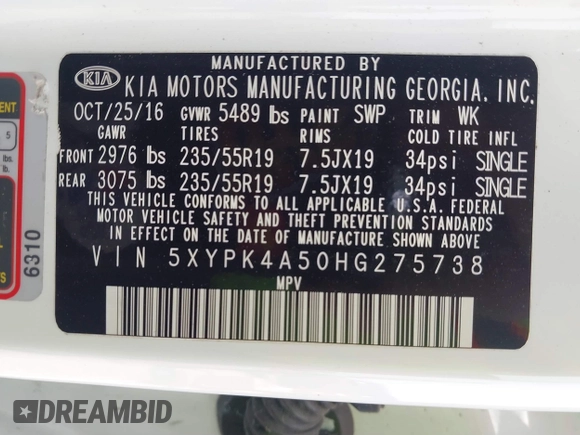 MANUFACTURED BY
KIA
KIA MOTORS MANUFACTURING GEORGIA, INC.
OCT/25/16 GVWR 5489 lbs PAINT SWP TRIM WK
GAWR TIRES RIMS COLD TIRE INFL
FRONT 2976 lbs 235/55R19 7.5JX19 34psi SINGLE
REAR 3075 lbs 235/55R19 7.5JX19 34psi SINGLE
THIS VEHICLE CONFORMS TO ALL APPLICABLE U.S.A. FEDERAL
MOTOR VEHICLE SAFETY AND THEFT PREVENTION STANDARDS
IN EFFECT ON THE DATE OF MANUFACTURE SHOWN ABOVE.
VIN 5XYPK4A50HG275738
MPV
5
lbs.
6310
DREAMBID